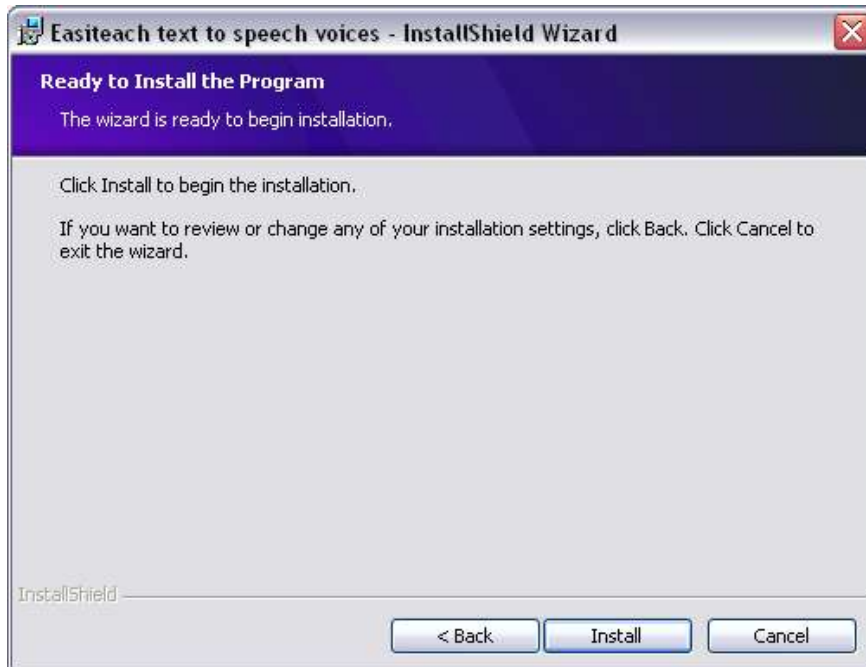 Easiteach text to speech voices - InstallShield Wizard
Ready to Install the Program
The wizard is ready to begin installation.
Click Install to begin the installation.
If you want to review or change any of your installation settings, click Back. Click Cancel to
exit the wizard.
InstallShield
< Back
Install
Cancel